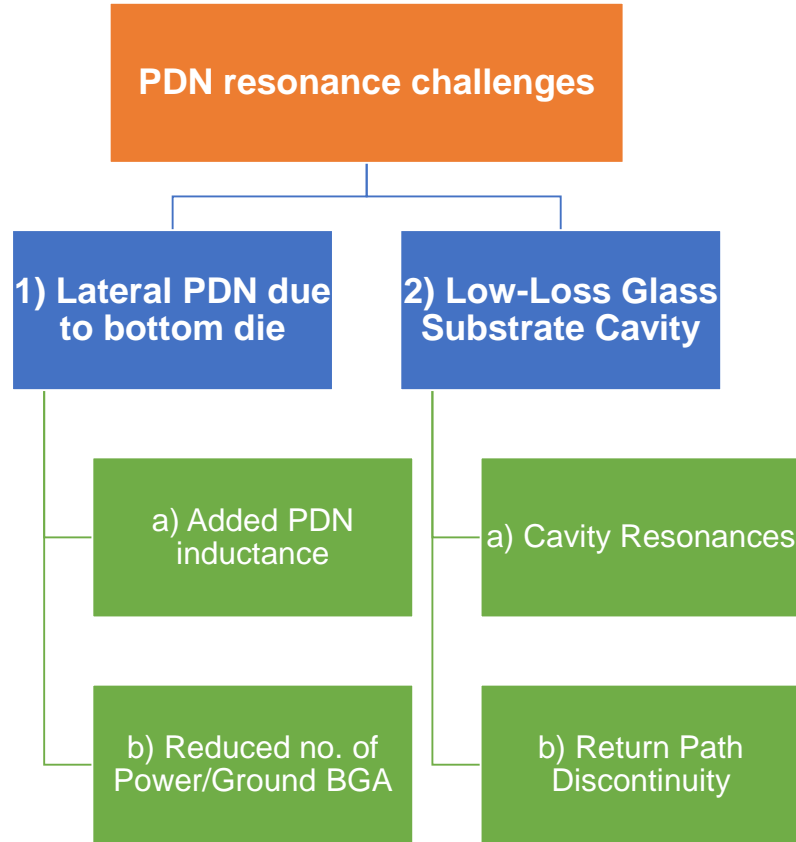 PDN resonance challenges
1) Lateral PDN due
to bottom die
a) Added PDN
inductance
b) Reduced no. of
Power/Ground BGA
2) Low-Loss Glass
Substrate Cavity
a) Cavity Resonances
b) Return Path
Discontinuity